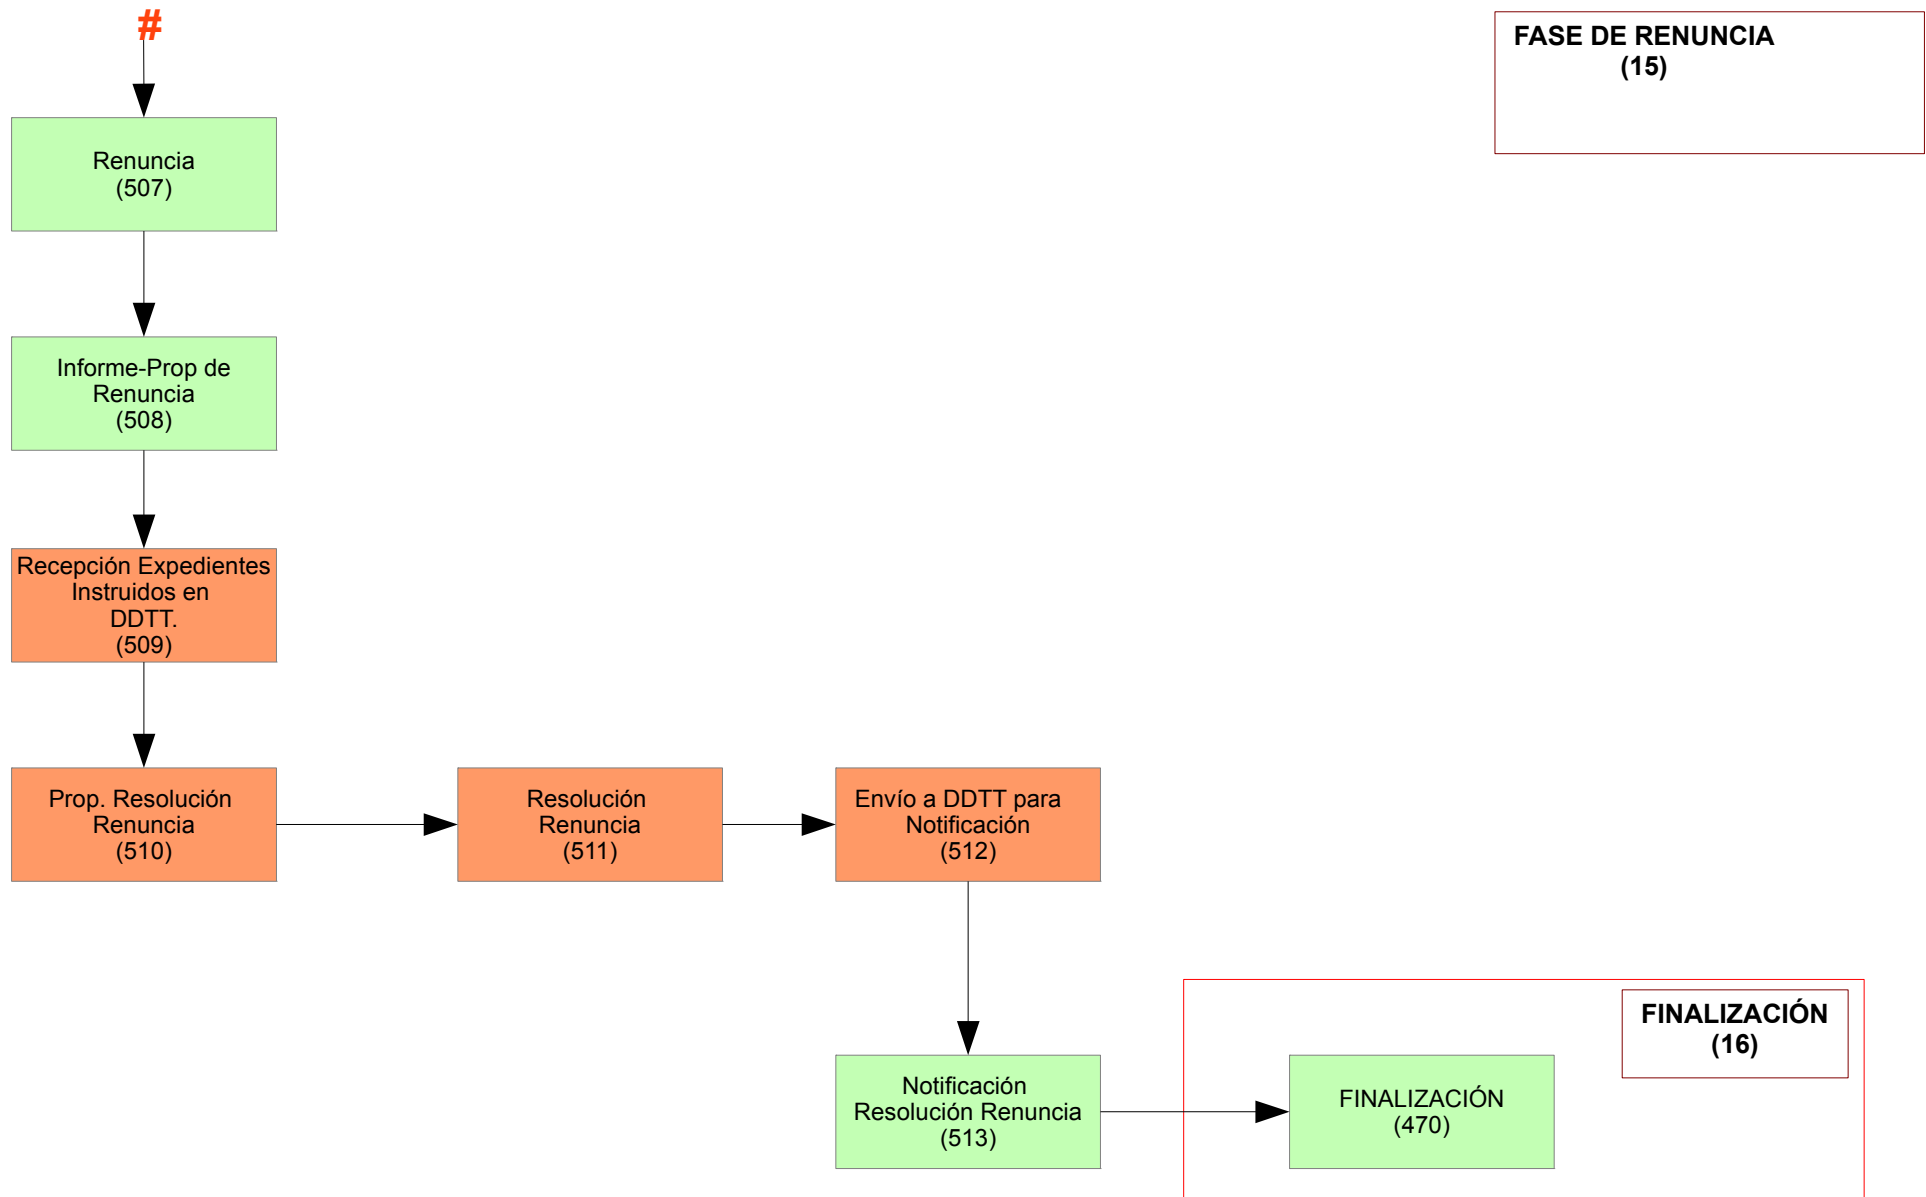 #
FASE DE RENUNCIA
(15)
Renuncia
(507)
Informe-Prop de
Renuncia
(508)
Recepción Expedientes
Instruidos en
DDTT.
(509)
Prop. Resolución
Renuncia
(510)
Resolución
Renuncia
(511)
Envío a DDTT para
Notificación
(512)
FINALIZACIÓN
(16)
Notificación
Resolución Renuncia
(513)
FINALIZACIÓN
(470)